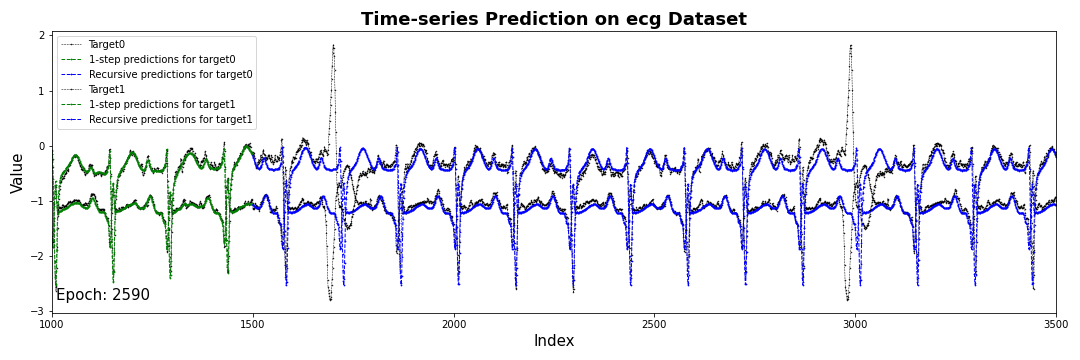 Time-series Prediction on ecg Dataset
Target0
1-step predictions for target0
Recursive predictions for target0
Target1
1-step predictions for target1
Recursive predictions for target1
Value
2
1
0
−1
−2
−3
Epoch: 2590
1000 1500 2000 2500 3000 3500
Index